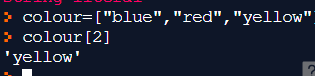 > colour=["blue","red","yellow"]
> colour[2]
'yellow'
>